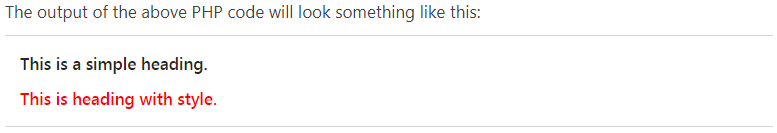 The output of the above PHP code will look something like this:
This is a simple heading.
This is heading with style.